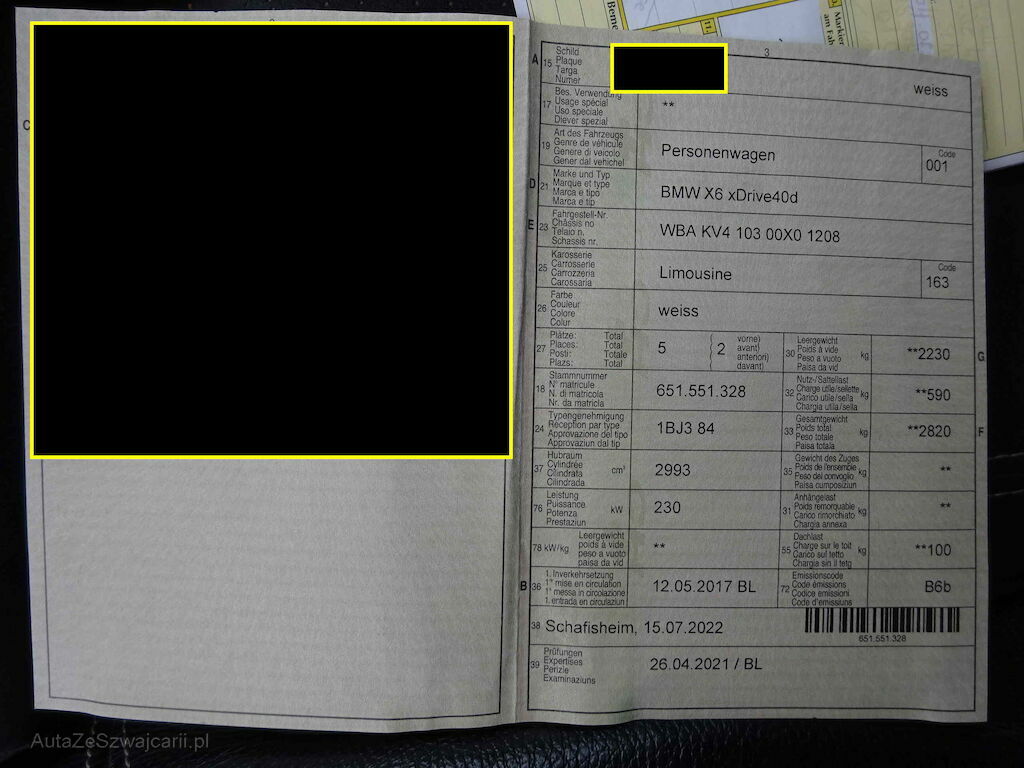 Beme
11.
3. Markier
am Fah
3
C
A 15 Schild
Plaque
Targa
Numer
weiss
17 Bes. Verwendung
Usage spécial
Uso speciale
Diever spezial
**
19 Art des Fahrzeugs
Genre de véhicule
Genere di veicolo
Gener dal vehichel
Personenwagen
Code
001
D 21 Marke und Typ
Marque et type
Marca e tipo
Marca e tip
BMW X6 xDrive40d
E 23 Fahrgestell-Nr.
Châssis no
Telaio n.
Schassis nr.
WBA KV4 103 00X0 1208
25 Karosserie
Carrosserie
Carrozzeria
Carossaria
Limousine
Code
163
26 Farbe
Couleur
Colore
Colur
weiss
27 Plätze: Total
Places: Total
Posti: Totale
Plazs: Total
5 2
vorne)
avant)
anteriori)
davant)
30 Leergewicht
Poids à vide
Peso a vuoto
Paisa da vid
kg
**2230
G
18 Stammnummer
N° matricule
N. di matricola
Nr. da matricla
651.551.328
32 Nutz-/Sattellast
Charge utile/sellette
Carico utile/sella
Chargia utila/sella
kg
**590
24 Typengenehmigung
Réception par type
Approvazione del tipo
Approvaziun dal tip
1BJ3 84
33 Gesamtgewicht
Poids total
Peso totale
Paisa totala
kg
**2820
F
37 Hubraum
Cylindrée
Cilindrata
Cilindrada
cm³
2993
35 Gewicht des Zuges
Poids de l'ensemble
Peso del convoglio
Paisa cumposiziun
kg
**
76 Leistung
Puissance
Potenza
Prestaziun
kW
230
31 Anhängelast
Poids remorquable
Carico rimorchiato
Chargia annexa
kg
**
78 kW/kg Leergewicht
poids à vide
peso a vuoto
paisa da vid
**
55 Dachlast
Charge sur le toit
Carico sul tetto
Chargia sin il tetg
kg
**100
B 36 1. Inverkehrsetzung
1re mise en circulation
1a messa in circolazione
1. entrada en circulaziun
12.05.2017 BL
72 Emissionscode
Code émissions
Codice emissioni
Code d'emissiuns
B6b
38 Schafisheim, 15.07.2022
651.551.328
39 Prüfungen
Expertises
Perizie
Examinaziuns
26.04.2021 / BL
AutaZeSzwajcarii.pl